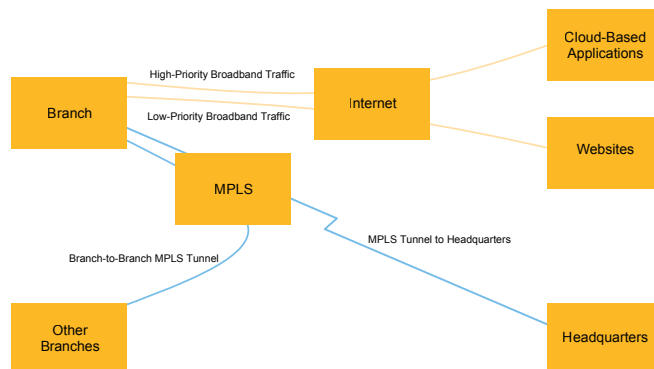 Cloud-Based
Applications
High-Priority Broadband Traffic
Internet
Branch
Low-Priority Broadband Traffic
Websites
MPLS
MPLS Tunnel to Headquarters
Branch-to-Branch MPLS Tunnel
Other
Branches
Headquarters